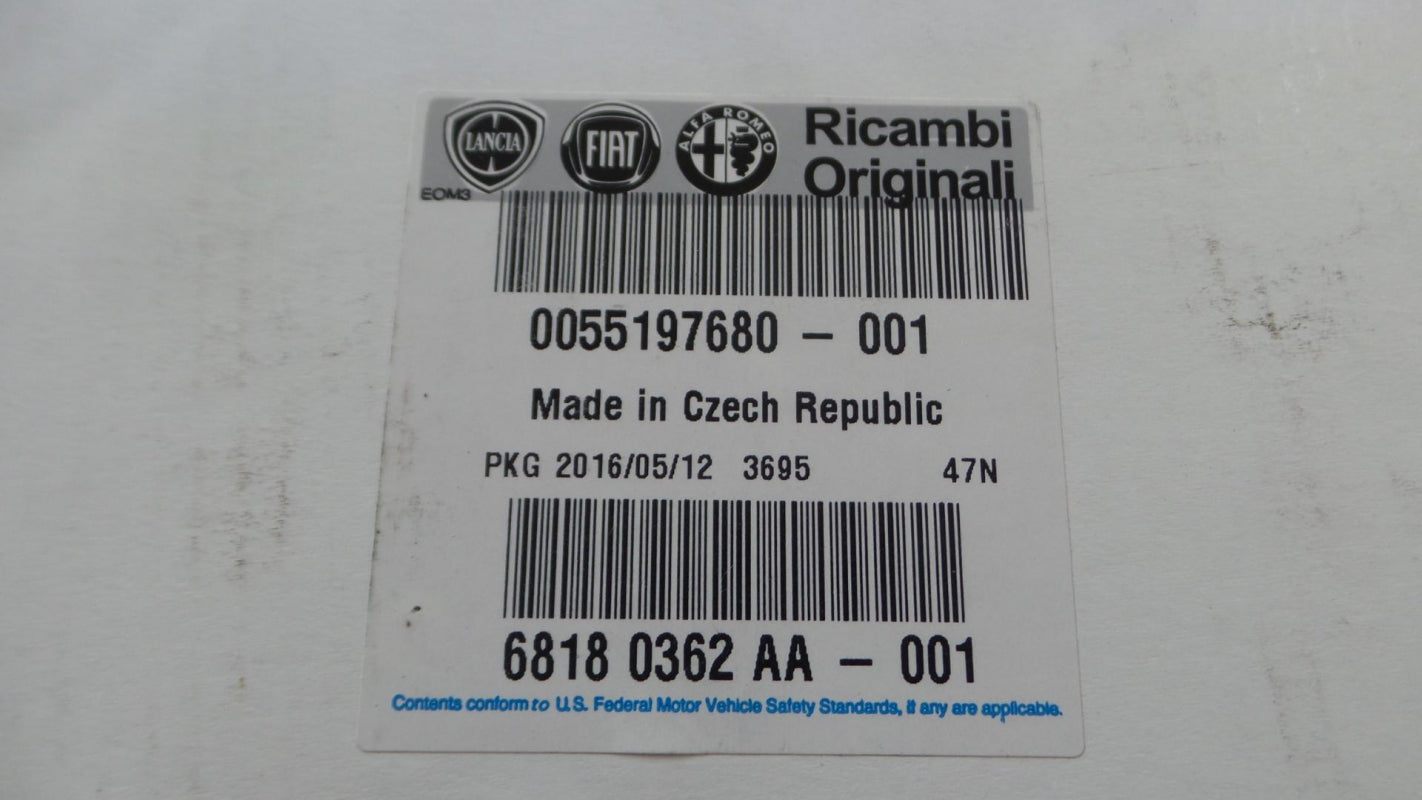 LANCIA
FIAT
ALFA ROMEO
Ricambi
Originali
EOM3
0055197680 – 001
Made in Czech Republic
PKG 2016/05/12 3695 47N
6818 0362 AA – 001
Contents conform to U.S. Federal Motor Vehicle Safety Standards, if any are applicable.